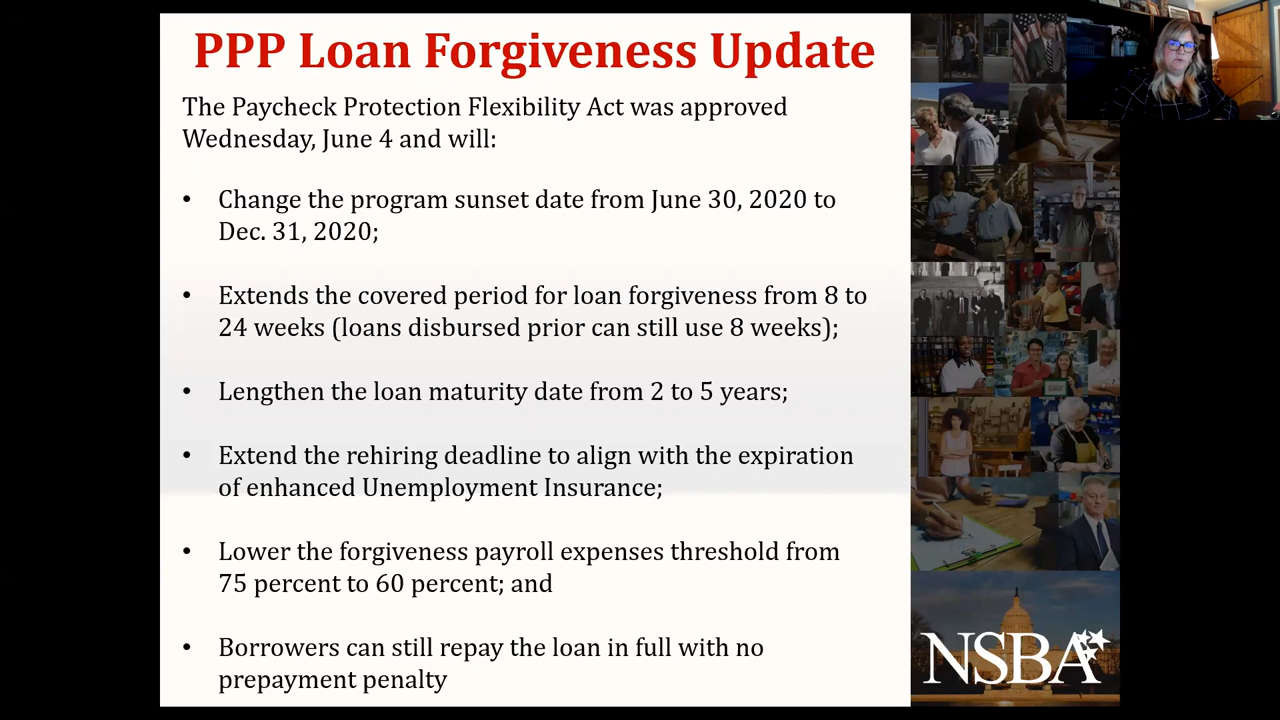 PPP Loan Forgiveness Update
The Paycheck Protection Flexibility Act was approved
Wednesday, June 4 and will:
• Change the program sunset date from June 30, 2020 to
Dec. 31, 2020;
• Extends the covered period for loan forgiveness from 8 to
24 weeks (loans disbursed prior can still use 8 weeks);
• Lengthen the loan maturity date from 2 to 5 years;
• Extend the rehiring deadline to align with the expiration
of enhanced Unemployment Insurance;
• Lower the forgiveness payroll expenses threshold from
75 percent to 60 percent; and
• Borrowers can still repay the loan in full with no
prepayment penalty
NSBA